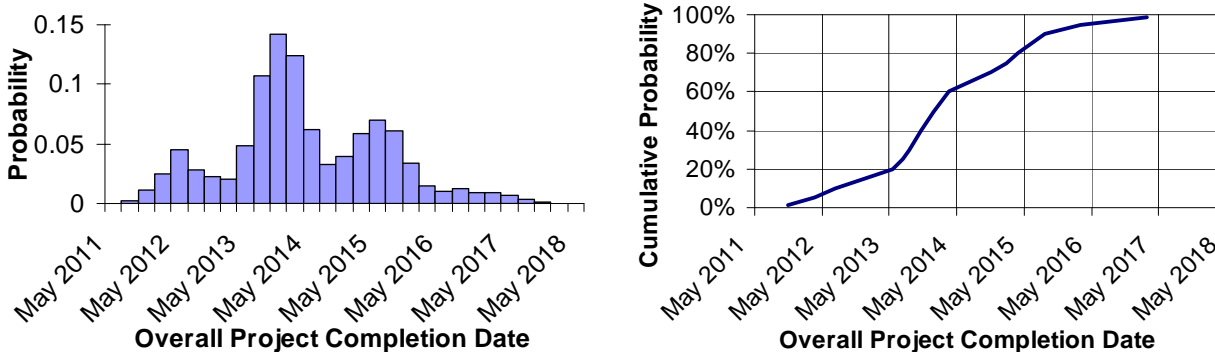 Probability
0.15
0.1
0.05
0
May 2011
May 2012
May 2013
May 2014
May 2015
May 2016
May 2017
May 2018
Overall Project Completion Date
Cumulative Probability
100%
80%
60%
40%
20%
0%
May 2011
May 2012
May 2013
May 2014
May 2015
May 2016
May 2017
May 2018
Overall Project Completion Date